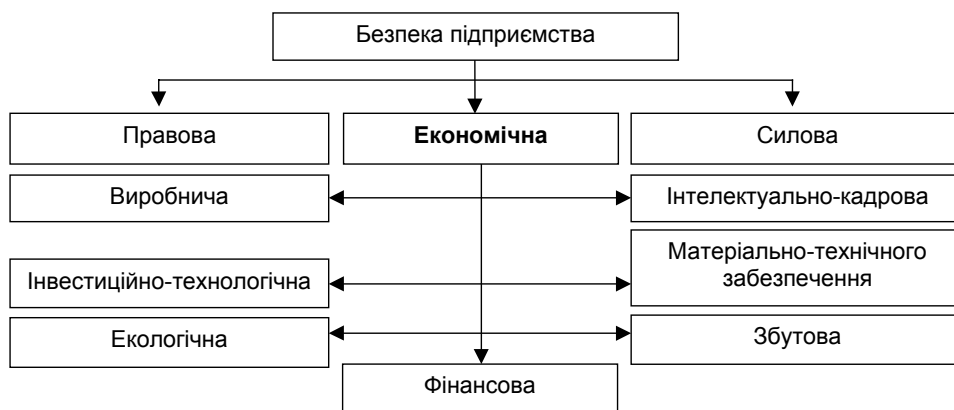 Безпека підприємства
Правова
Економічна
Силова
Виробнича
Інтелектуально-кадрова
Інвестиційно-технологічна
Матеріально-технічного
забезпечення
Екологічна
Збутова
Фінансова